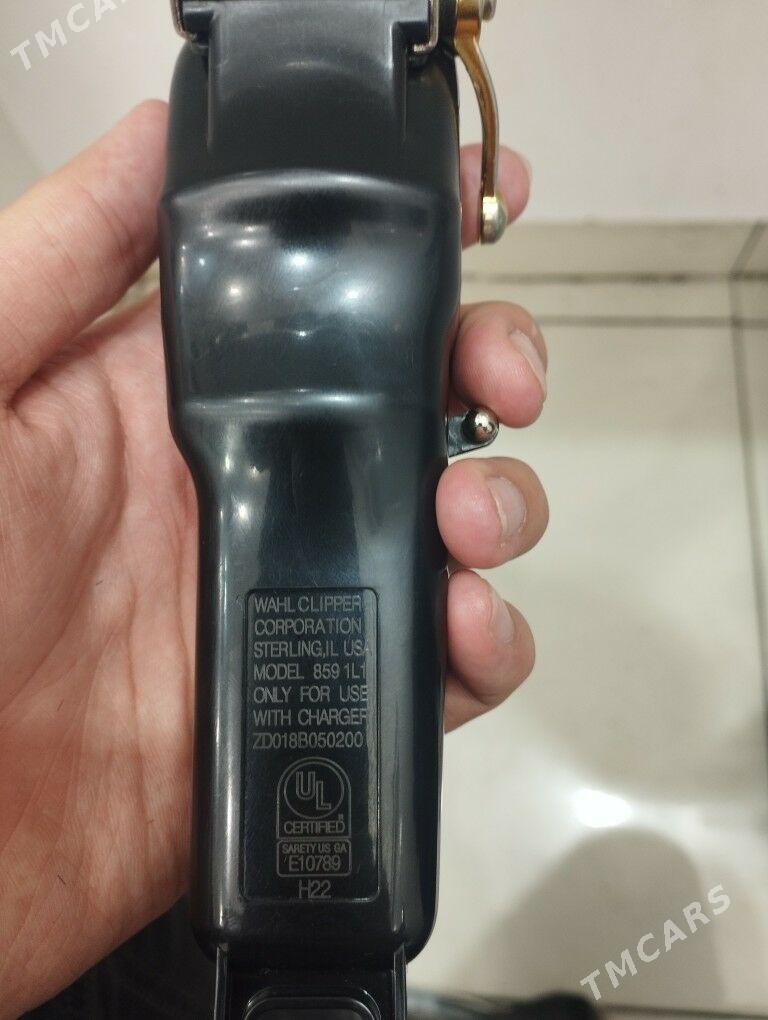 TMCARS
WAHL CLIPPER
CORPORATION
STERLING,IL USA
MODEL 8591L1
ONLY FOR USE
WITH CHARGER
ZD018B050200
UL
CERTIFIED
SARETY US GA
E10789
H22
TMCARS